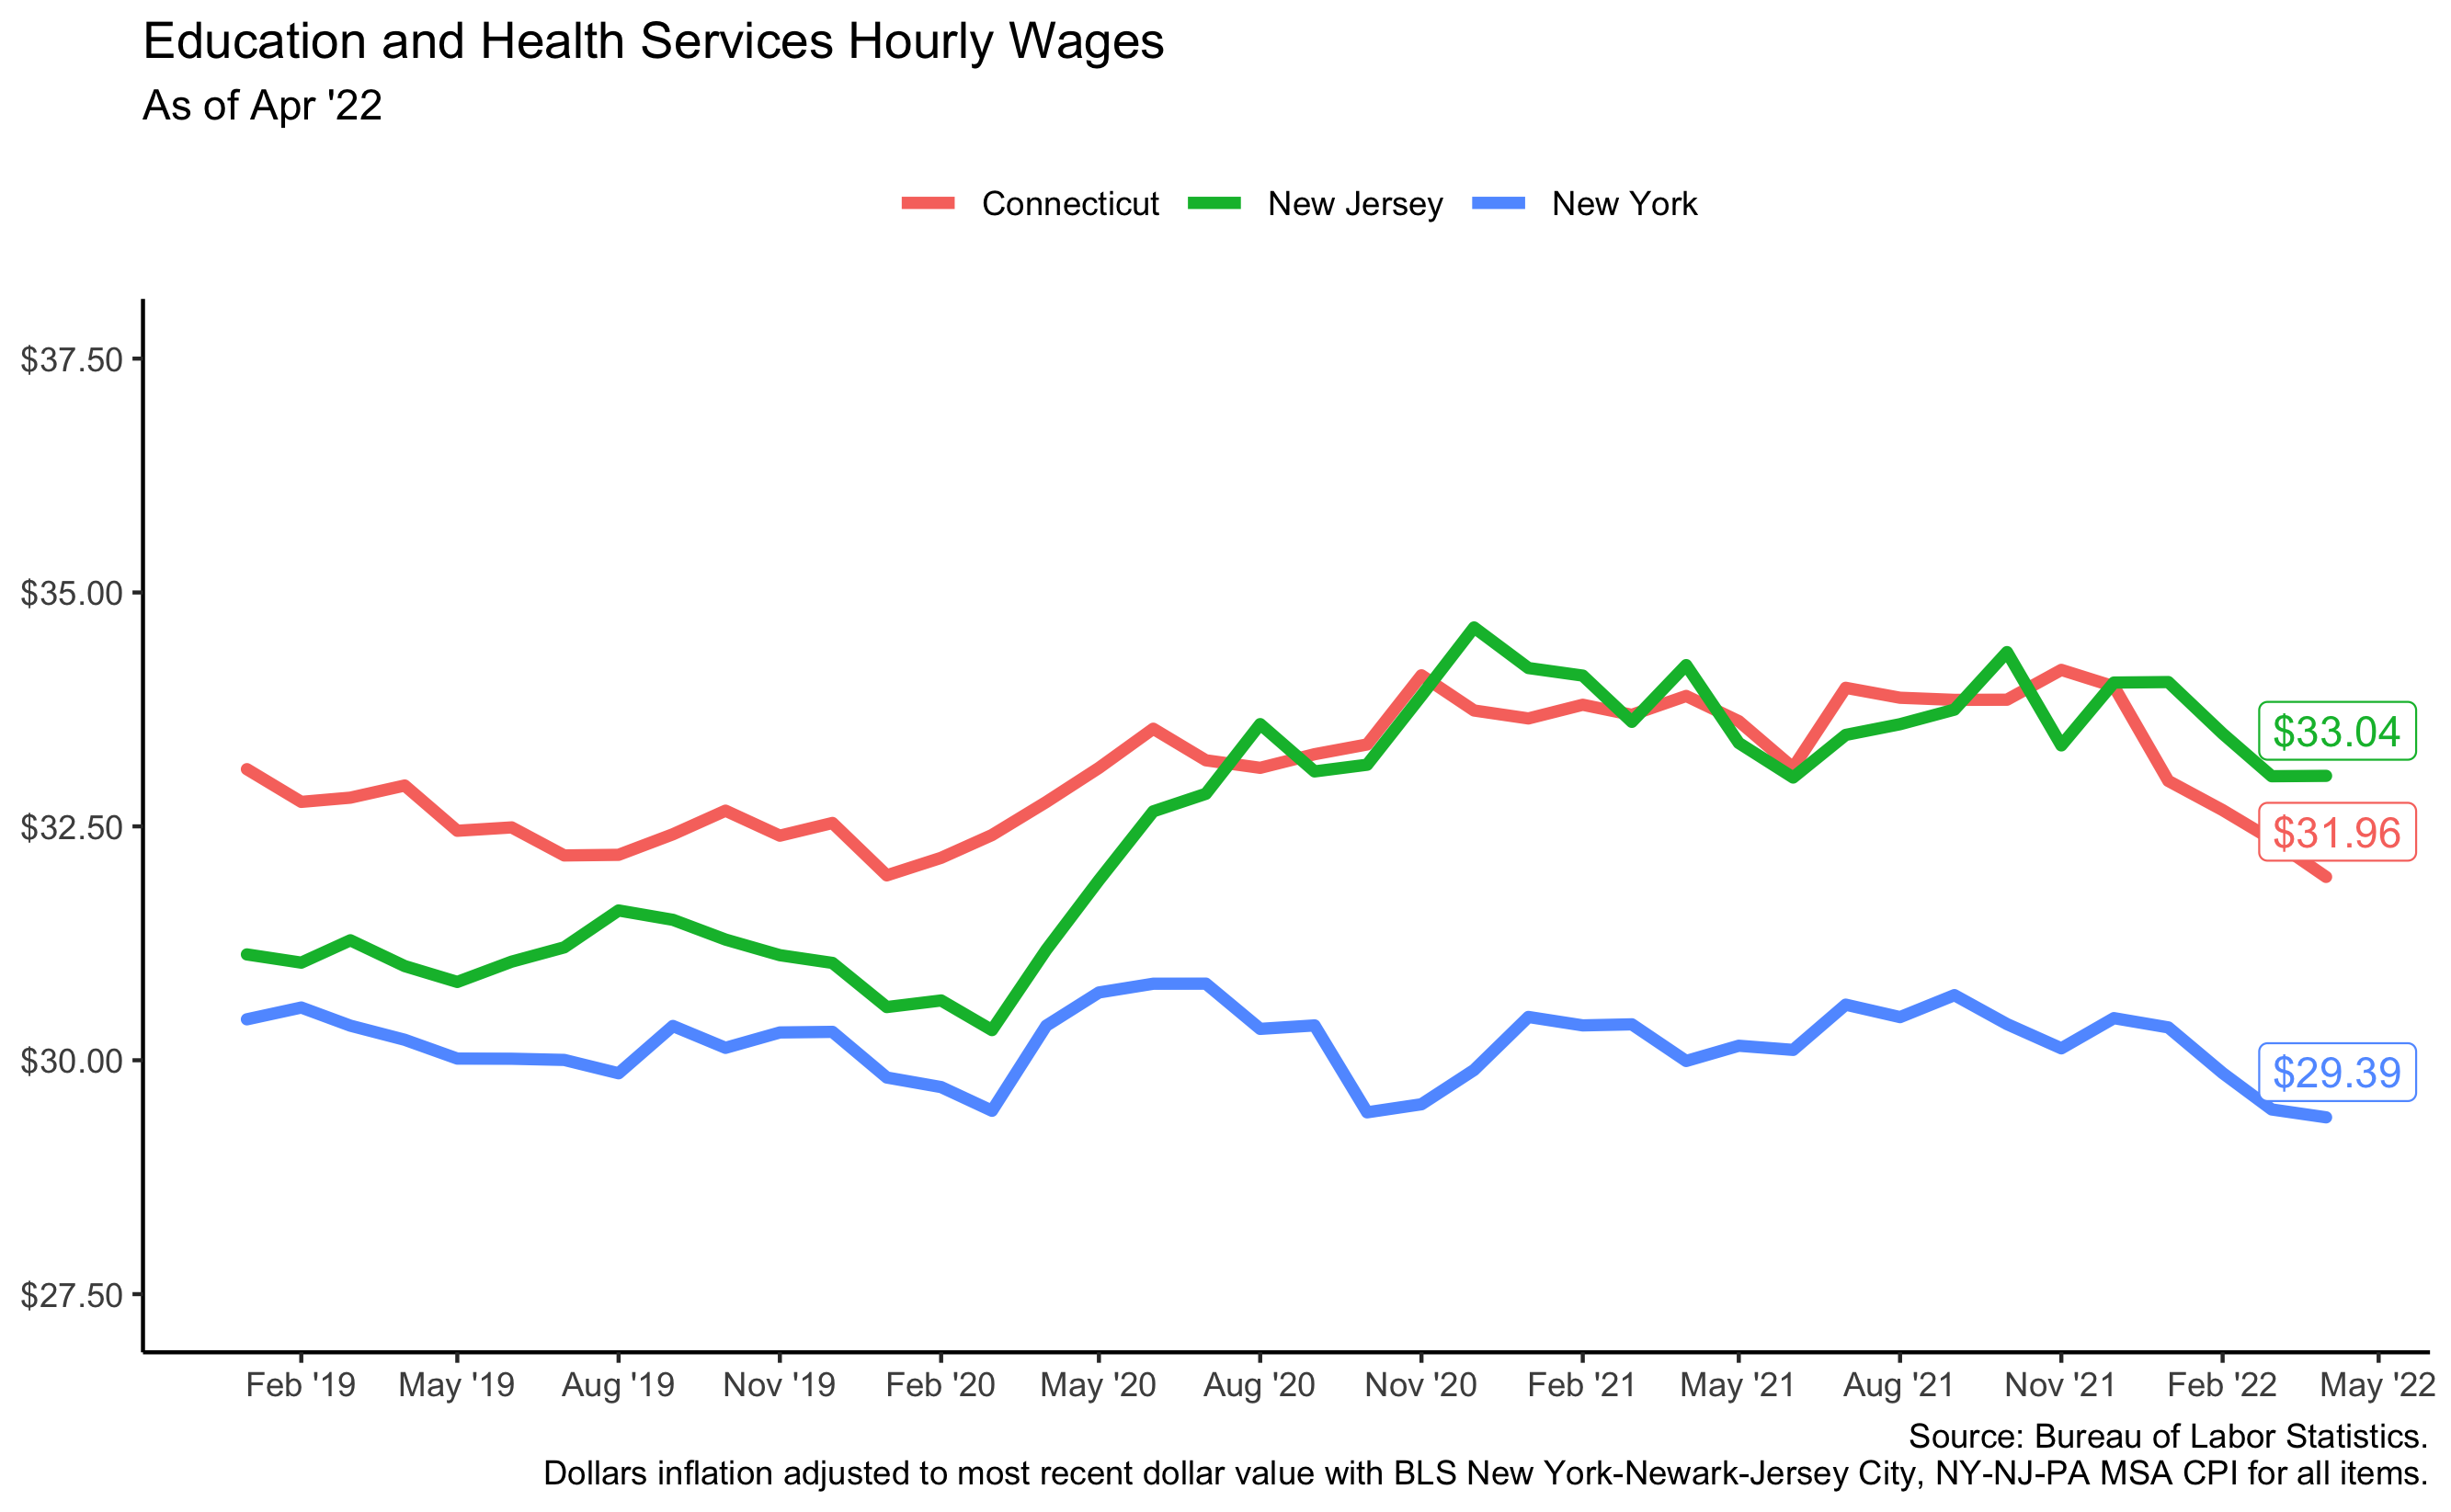 Education and Health Services Hourly Wages
As of Apr '22
Connecticut New Jersey New York
$37.50
$35.00
$32.50
$30.00
$27.50
$33.04
$31.96
$29.39
Feb '19 May '19 Aug '19 Nov '19 Feb '20 May '20 Aug '20 Nov '20 Feb '21 May '21 Aug '21 Nov '21 Feb '22 May '22
Source: Bureau of Labor Statistics.
Dollars inflation adjusted to most recent dollar value with BLS New York-Newark-Jersey City, NY-NJ-PA MSA CPI for all items.